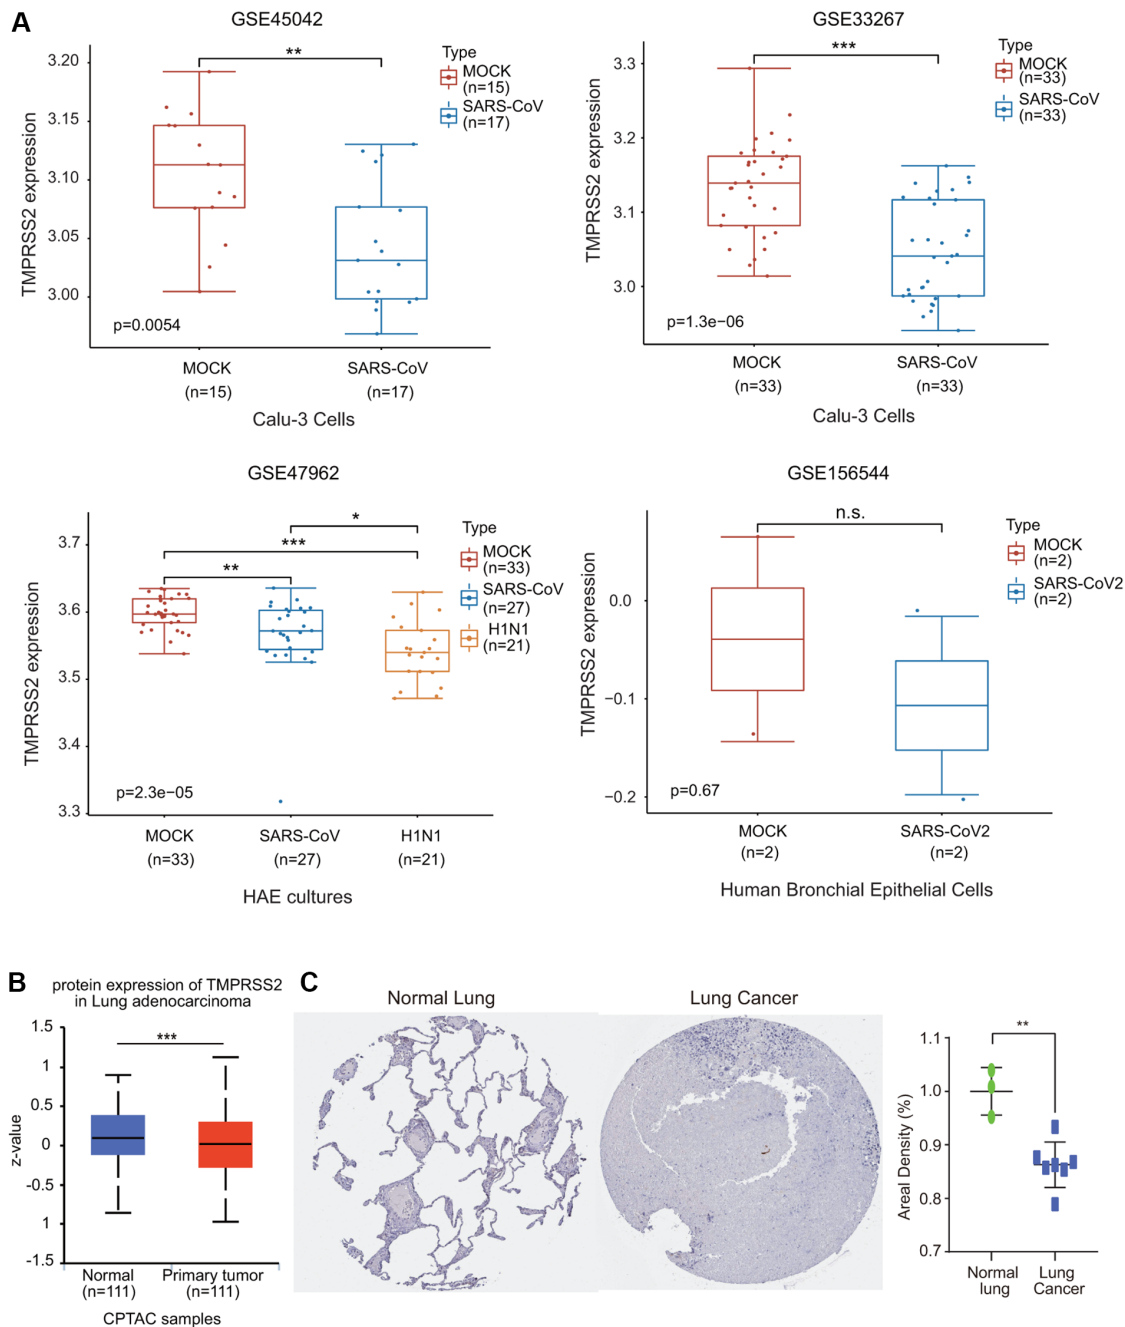 A
GSE45042
TMPRSS2 expression
3.20
3.15
3.10
3.05
3.00
**
p=0.0054
Type
MOCK
(n=15)
SARS-CoV
(n=17)
MOCK
(n=15)
SARS-CoV
(n=17)
Calu-3 Cells
GSE33267
TMPRSS2 expression
3.3
3.2
3.1
3.0
***
p=1.3e−06
Type
MOCK
(n=33)
SARS-CoV
(n=33)
MOCK
(n=33)
SARS-CoV
(n=33)
Calu-3 Cells
GSE47962
TMPRSS2 expression
3.7
3.6
3.5
3.4
3.3
*
***
**
p=2.3e−05
Type
MOCK
(n=33)
SARS-CoV
(n=27)
H1N1
(n=21)
MOCK
(n=33)
SARS-CoV
(n=27)
H1N1
(n=21)
HAE cultures
GSE156544
TMPRSS2 expression
0.0
−0.1
−0.2
n.s.
p=0.67
Type
MOCK
(n=2)
SARS-CoV2
(n=2)
MOCK
(n=2)
SARS-CoV2
(n=2)
Human Bronchial Epithelial Cells
B
protein expression of TMPRSS2
in Lung adenocarcinoma
z-value
1.5
1
0.5
0
-0.5
1
-1.5
***
Normal
(n=111)
Primary tumor
(n=111)
CPTAC samples
C
Normal Lung
Lung Cancer
Areal Density (%)
1.1
1.0
0.9
0.8
0.7
**
Normal
lung
Lung
Cancer